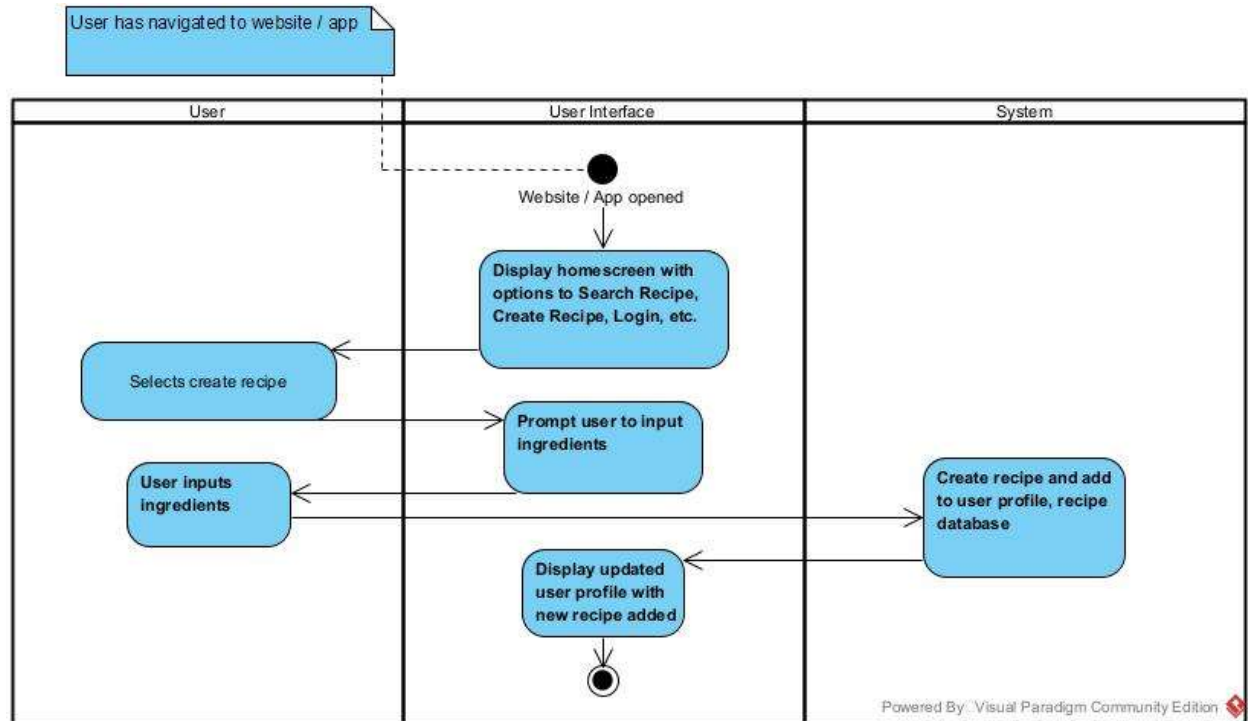 User has navigated to website / app
User
User Interface
System
Website / App opened
Display homescreen with
options to Search Recipe,
Create Recipe, Login, etc.
Selects create recipe
Prompt user to input
ingredients
User inputs
ingredients
Create recipe and add
to user profile, recipe
database
Display updated
user profile with
new recipe added
Powered By Visual Paradigm Community Edition